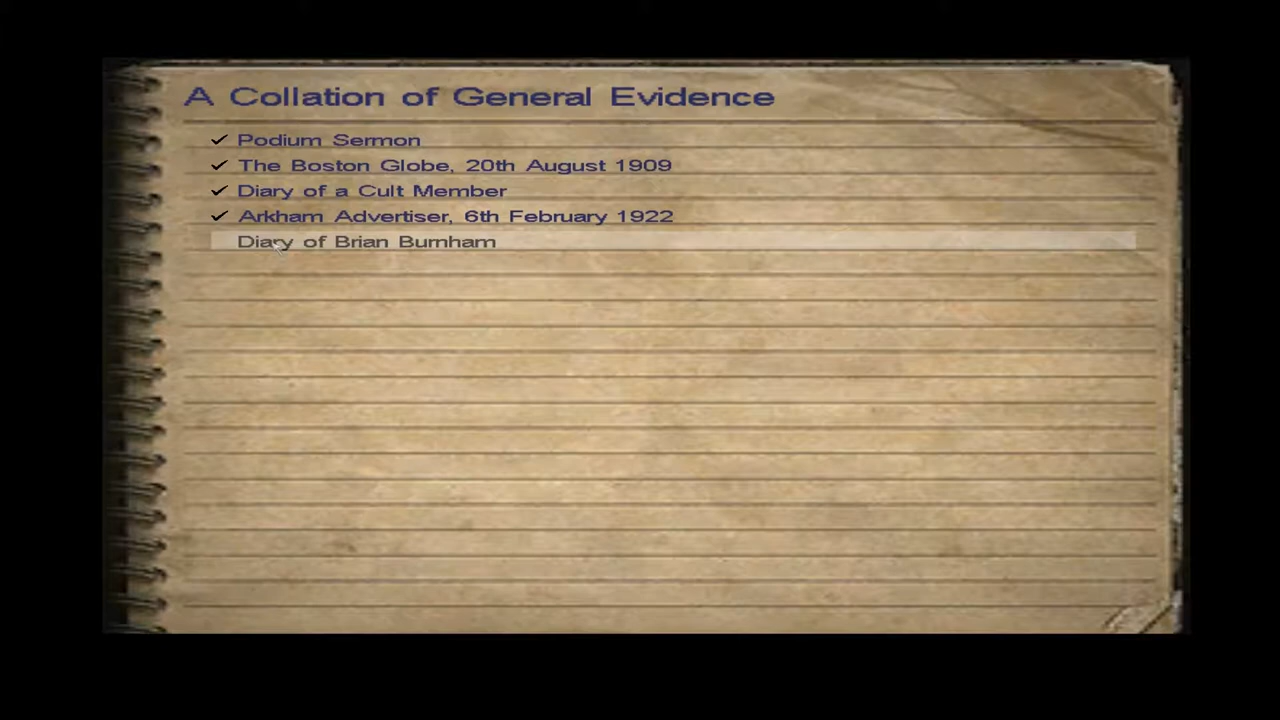 A Collation of General Evidence
✓ Podium Sermon
✓ The Boston Globe, 20th August 1909
✓ Diary of a Cult Member
✓ Arkham Advertiser, 6th February 1922
Diary of Brian Burnham